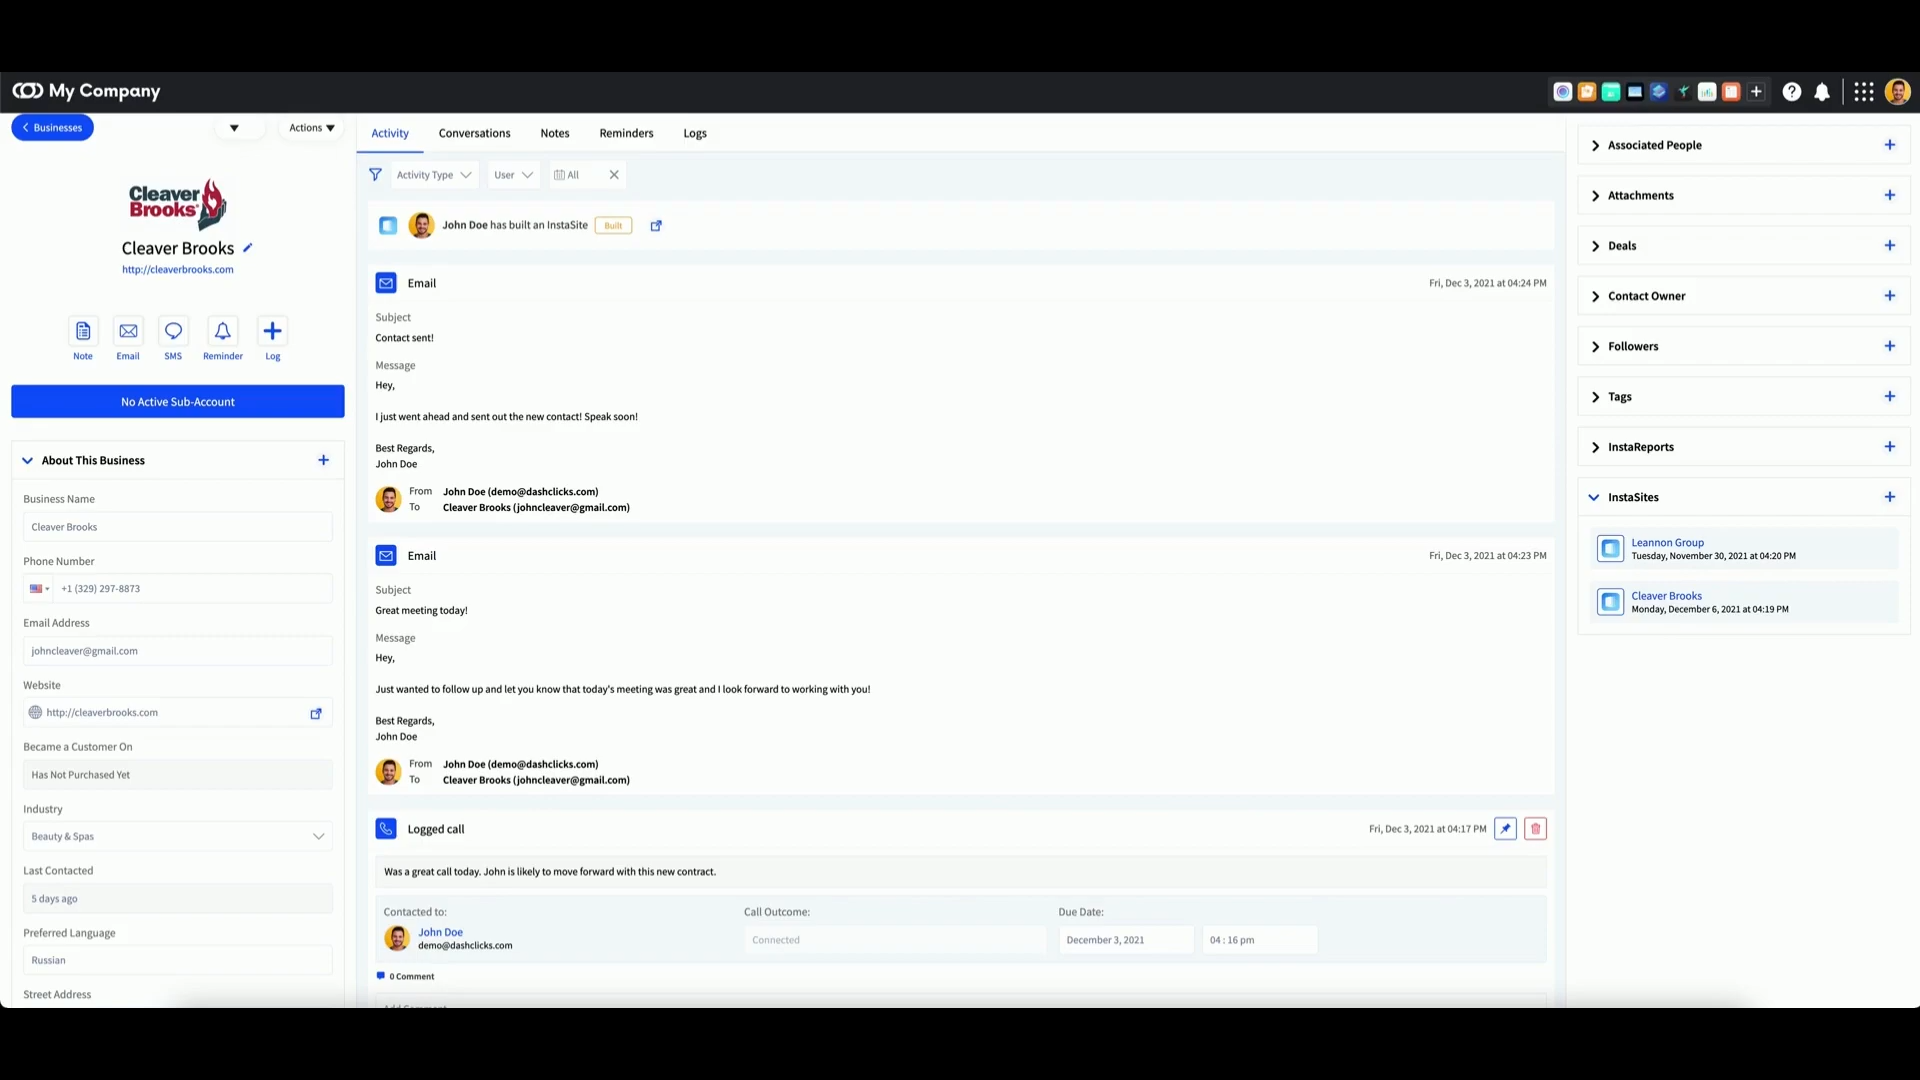 My Company
Businesses
Actions
Cleaver
Brooks
Cleaver Brooks
http://cleaverbrooks.com
Note
Email
SMS
Reminder
Log
No Active Sub-Account
About This Business
Business Name
Cleaver Brooks
Phone Number
+1 (329) 297-8873
Email Address
johncleaver@gmail.com
Website
http://cleaverbrooks.com
Became a Customer On
Has Not Purchased Yet
Industry
Beauty & Spas
Last Contacted
5 days ago
Preferred Language
Russian
Street Address
Activity
Conversations
Notes
Reminders
Logs
Activity Type
User
All
John Doe has built an InstaSite
Built
Email
Fri, Dec 3, 2021 at 04:24 PM
Subject
Contact sent!
Message
Hey,
I just went ahead and sent out the new contact! Speak soon!
Best Regards,
John Doe
From John Doe (demo@dashclicks.com)
To Cleaver Brooks (johncleaver@gmail.com)
Email
Fri, Dec 3, 2021 at 04:23 PM
Subject
Great meeting today!
Message
Hey,
Just wanted to follow up and let you know that today's meeting was great and I look forward to working with you!
Best Regards,
John Doe
From John Doe (demo@dashclicks.com)
To Cleaver Brooks (johncleaver@gmail.com)
Logged call
Fri, Dec 3, 2021 at 04:17 PM
Was a great call today. John is likely to move forward with this new contract.
Contacted to:
John Doe
demo@dashclicks.com
Call Outcome:
Connected
Due Date:
December 3, 2021
04 : 16 pm
0 Comment
Add Comment
Associated People
Attachments
Deals
Contact Owner
Followers
Tags
InstaReports
InstaSites
Leannon Group
Tuesday, November 30, 2021 at 04:20 PM
Cleaver Brooks
Monday, December 6, 2021 at 04:19 PM